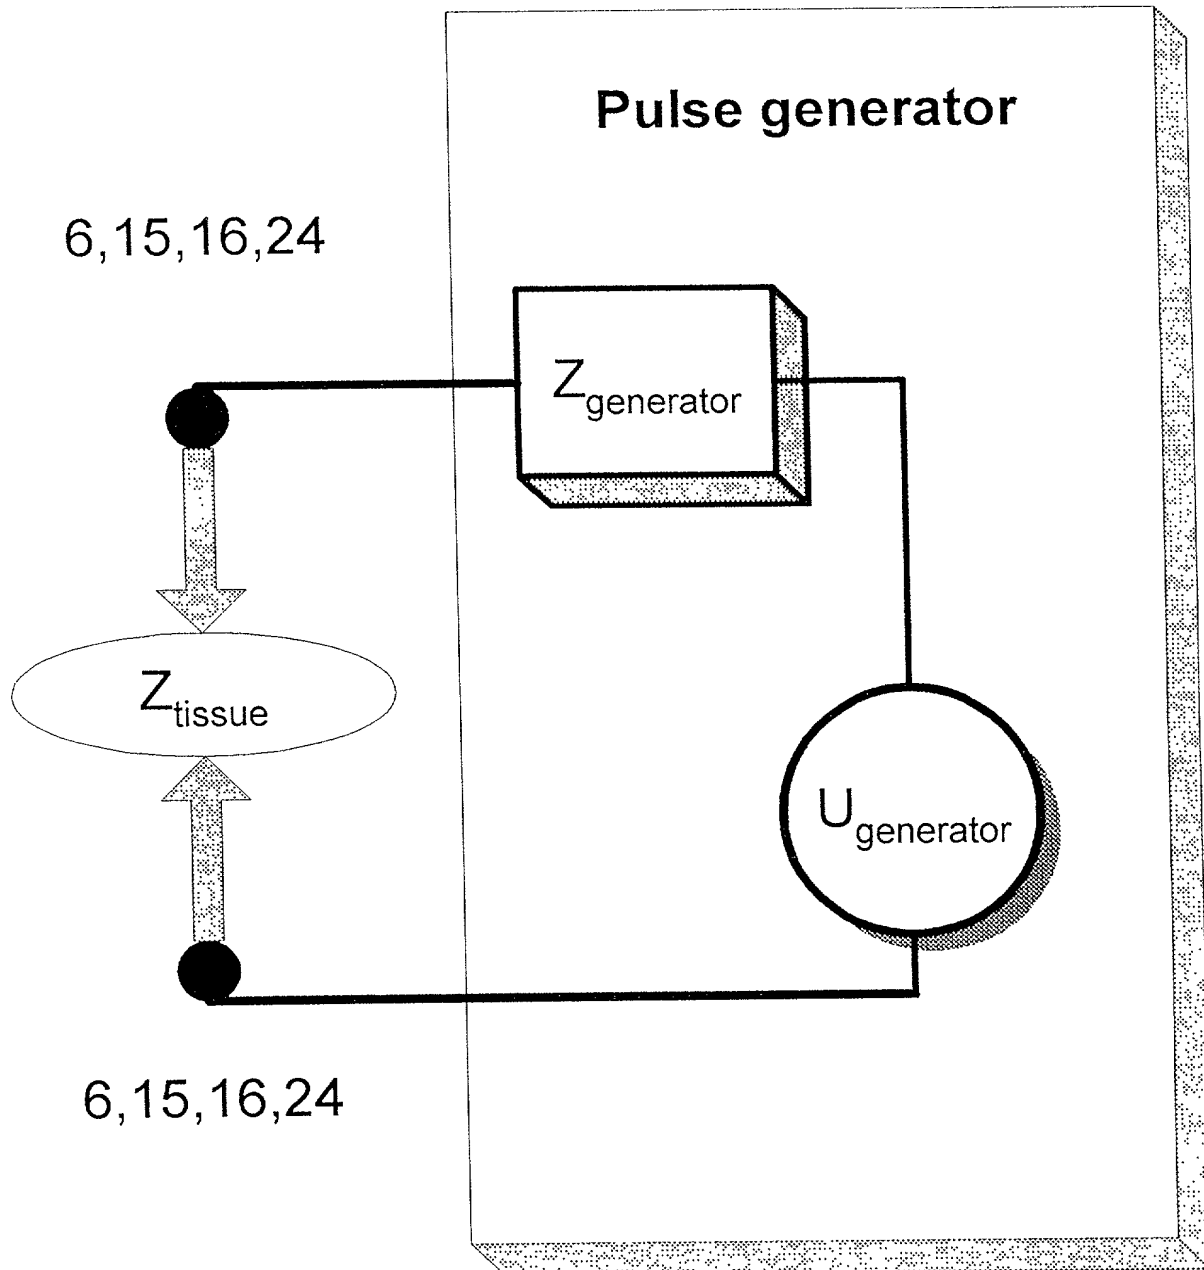 Pulse generator
6,15,16,24
Zgenerator
Ztissue
Ugenerator
6,15,16,24